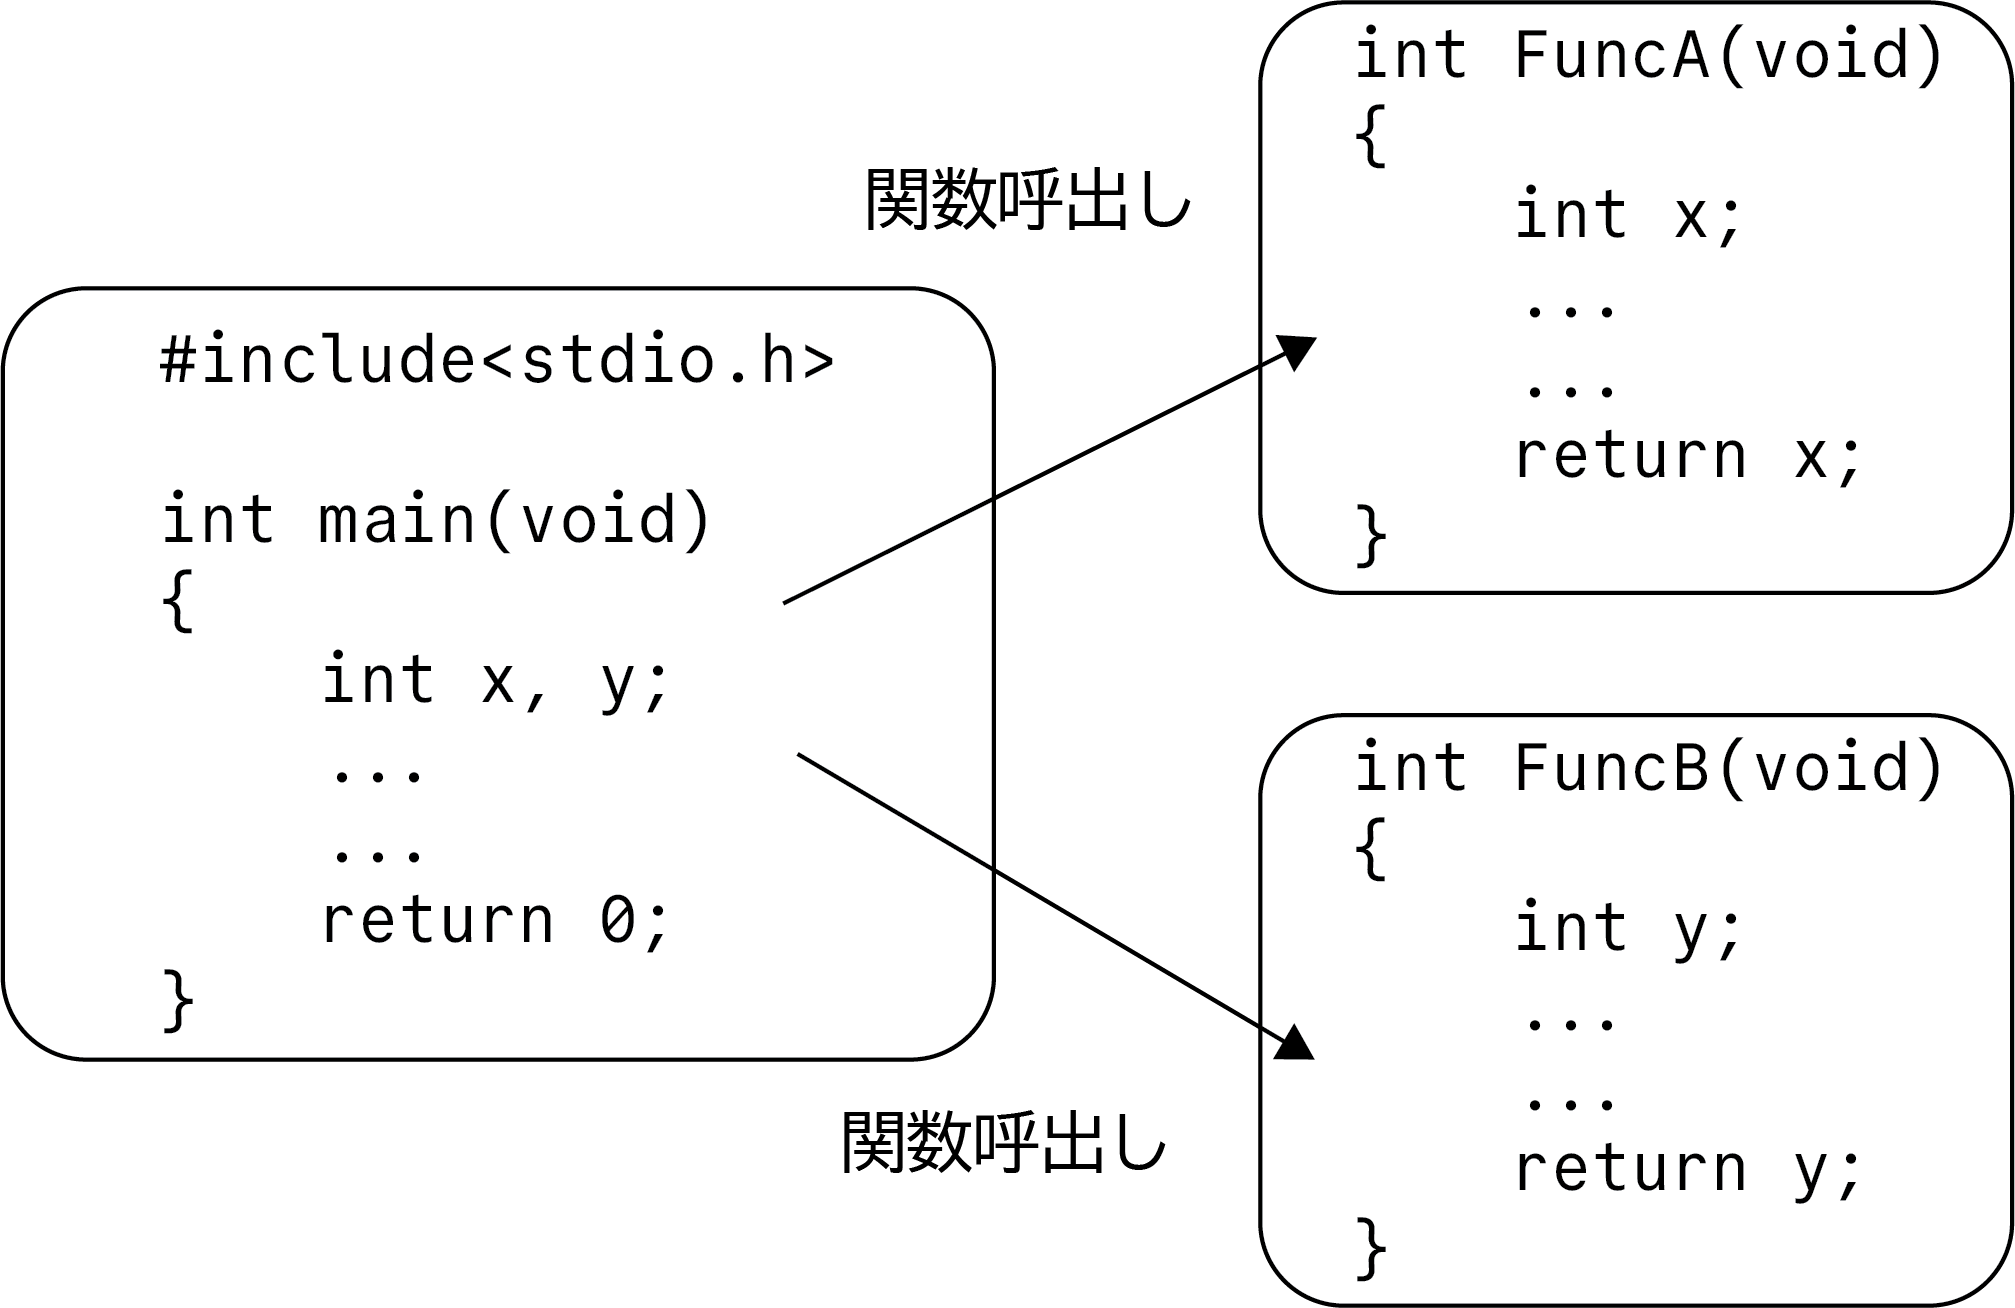 #include<stdio.h>
int main(void)
{
int x, y;
...
...
return 0;
}
関数呼出し
int FuncA(void)
{
int x;
...
...
return x;
}
関数呼出し
int FuncB(void)
{
int y;
...
...
return y;
}